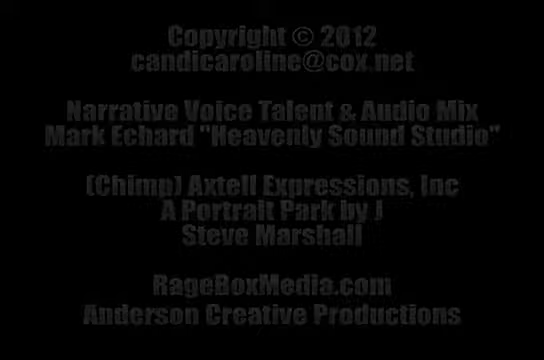 Copyright © 2012
candicaroline@cox.net
Narrative Voice Talent & Audio Mix
Mark Echard "Heavenly Sound Studio"
(Chimp) Axtell Expressions, Inc
A Portrait Park by J
Steve Marshall
RageBoxMedia.com
Anderson Creative Productions